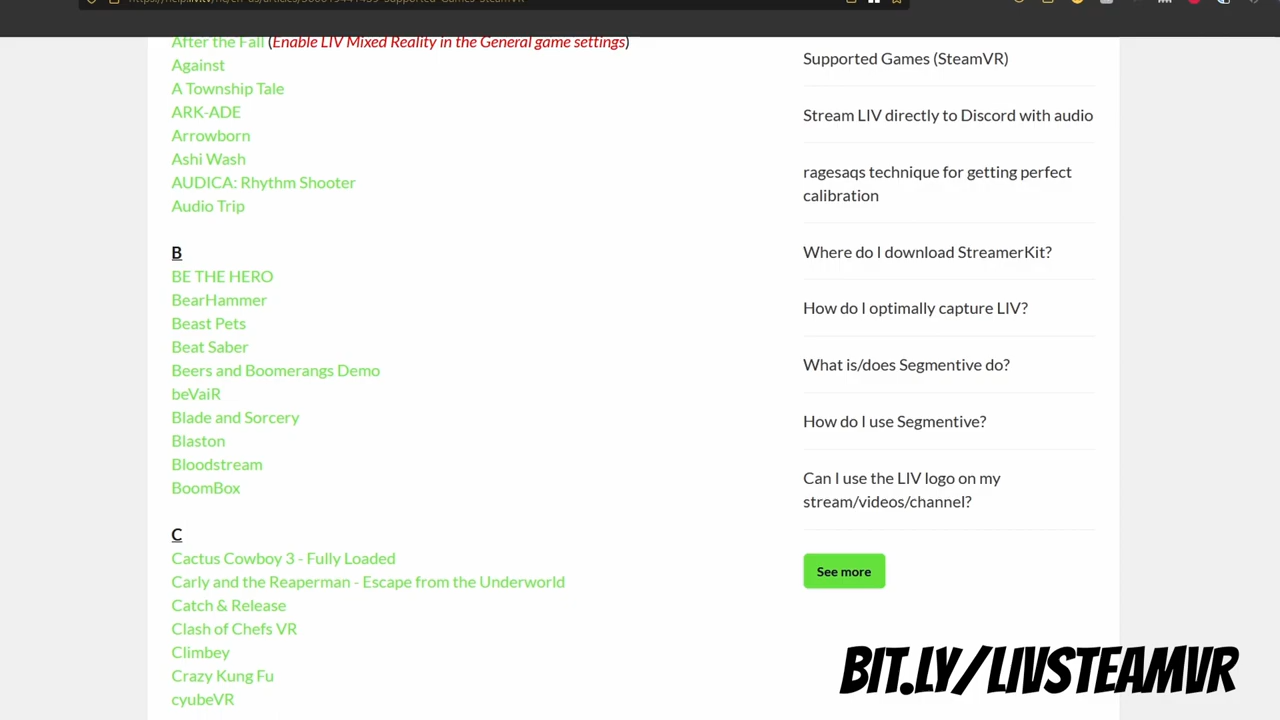 After the Fall (Enable LIV Mixed Reality in the General game settings)
Against
A Township Tale
ARK-ADE
Arrowborn
Ashi Wash
AUDICA: Rhythm Shooter
Audio Trip
B
BE THE HERO
BearHammer
Beast Pets
Beat Saber
Beers and Boomerangs Demo
beVaiR
Blade and Sorcery
Blaston
Bloodstream
BoomBox
C
Cactus Cowboy 3 - Fully Loaded
Carly and the Reaperman - Escape from the Underworld
Catch & Release
Clash of Chefs VR
Climbey
Crazy Kung Fu
cyubeVR
Supported Games (SteamVR)
Stream LIV directly to Discord with audio
ragesaqs technique for getting perfect
calibration
Where do I download StreamerKit?
How do I optimally capture LIV?
What is/does Segmentive do?
How do I use Segmentive?
Can I use the LIV logo on my
stream/videos/channel?
See more
BIT.LY/LIVSTEAMVR